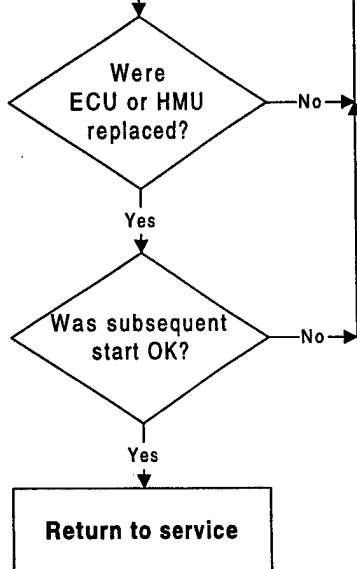 Were
ECU or HMU
replaced?
No
Yes
Was subsequent
start OK?
No
Yes
Return to service